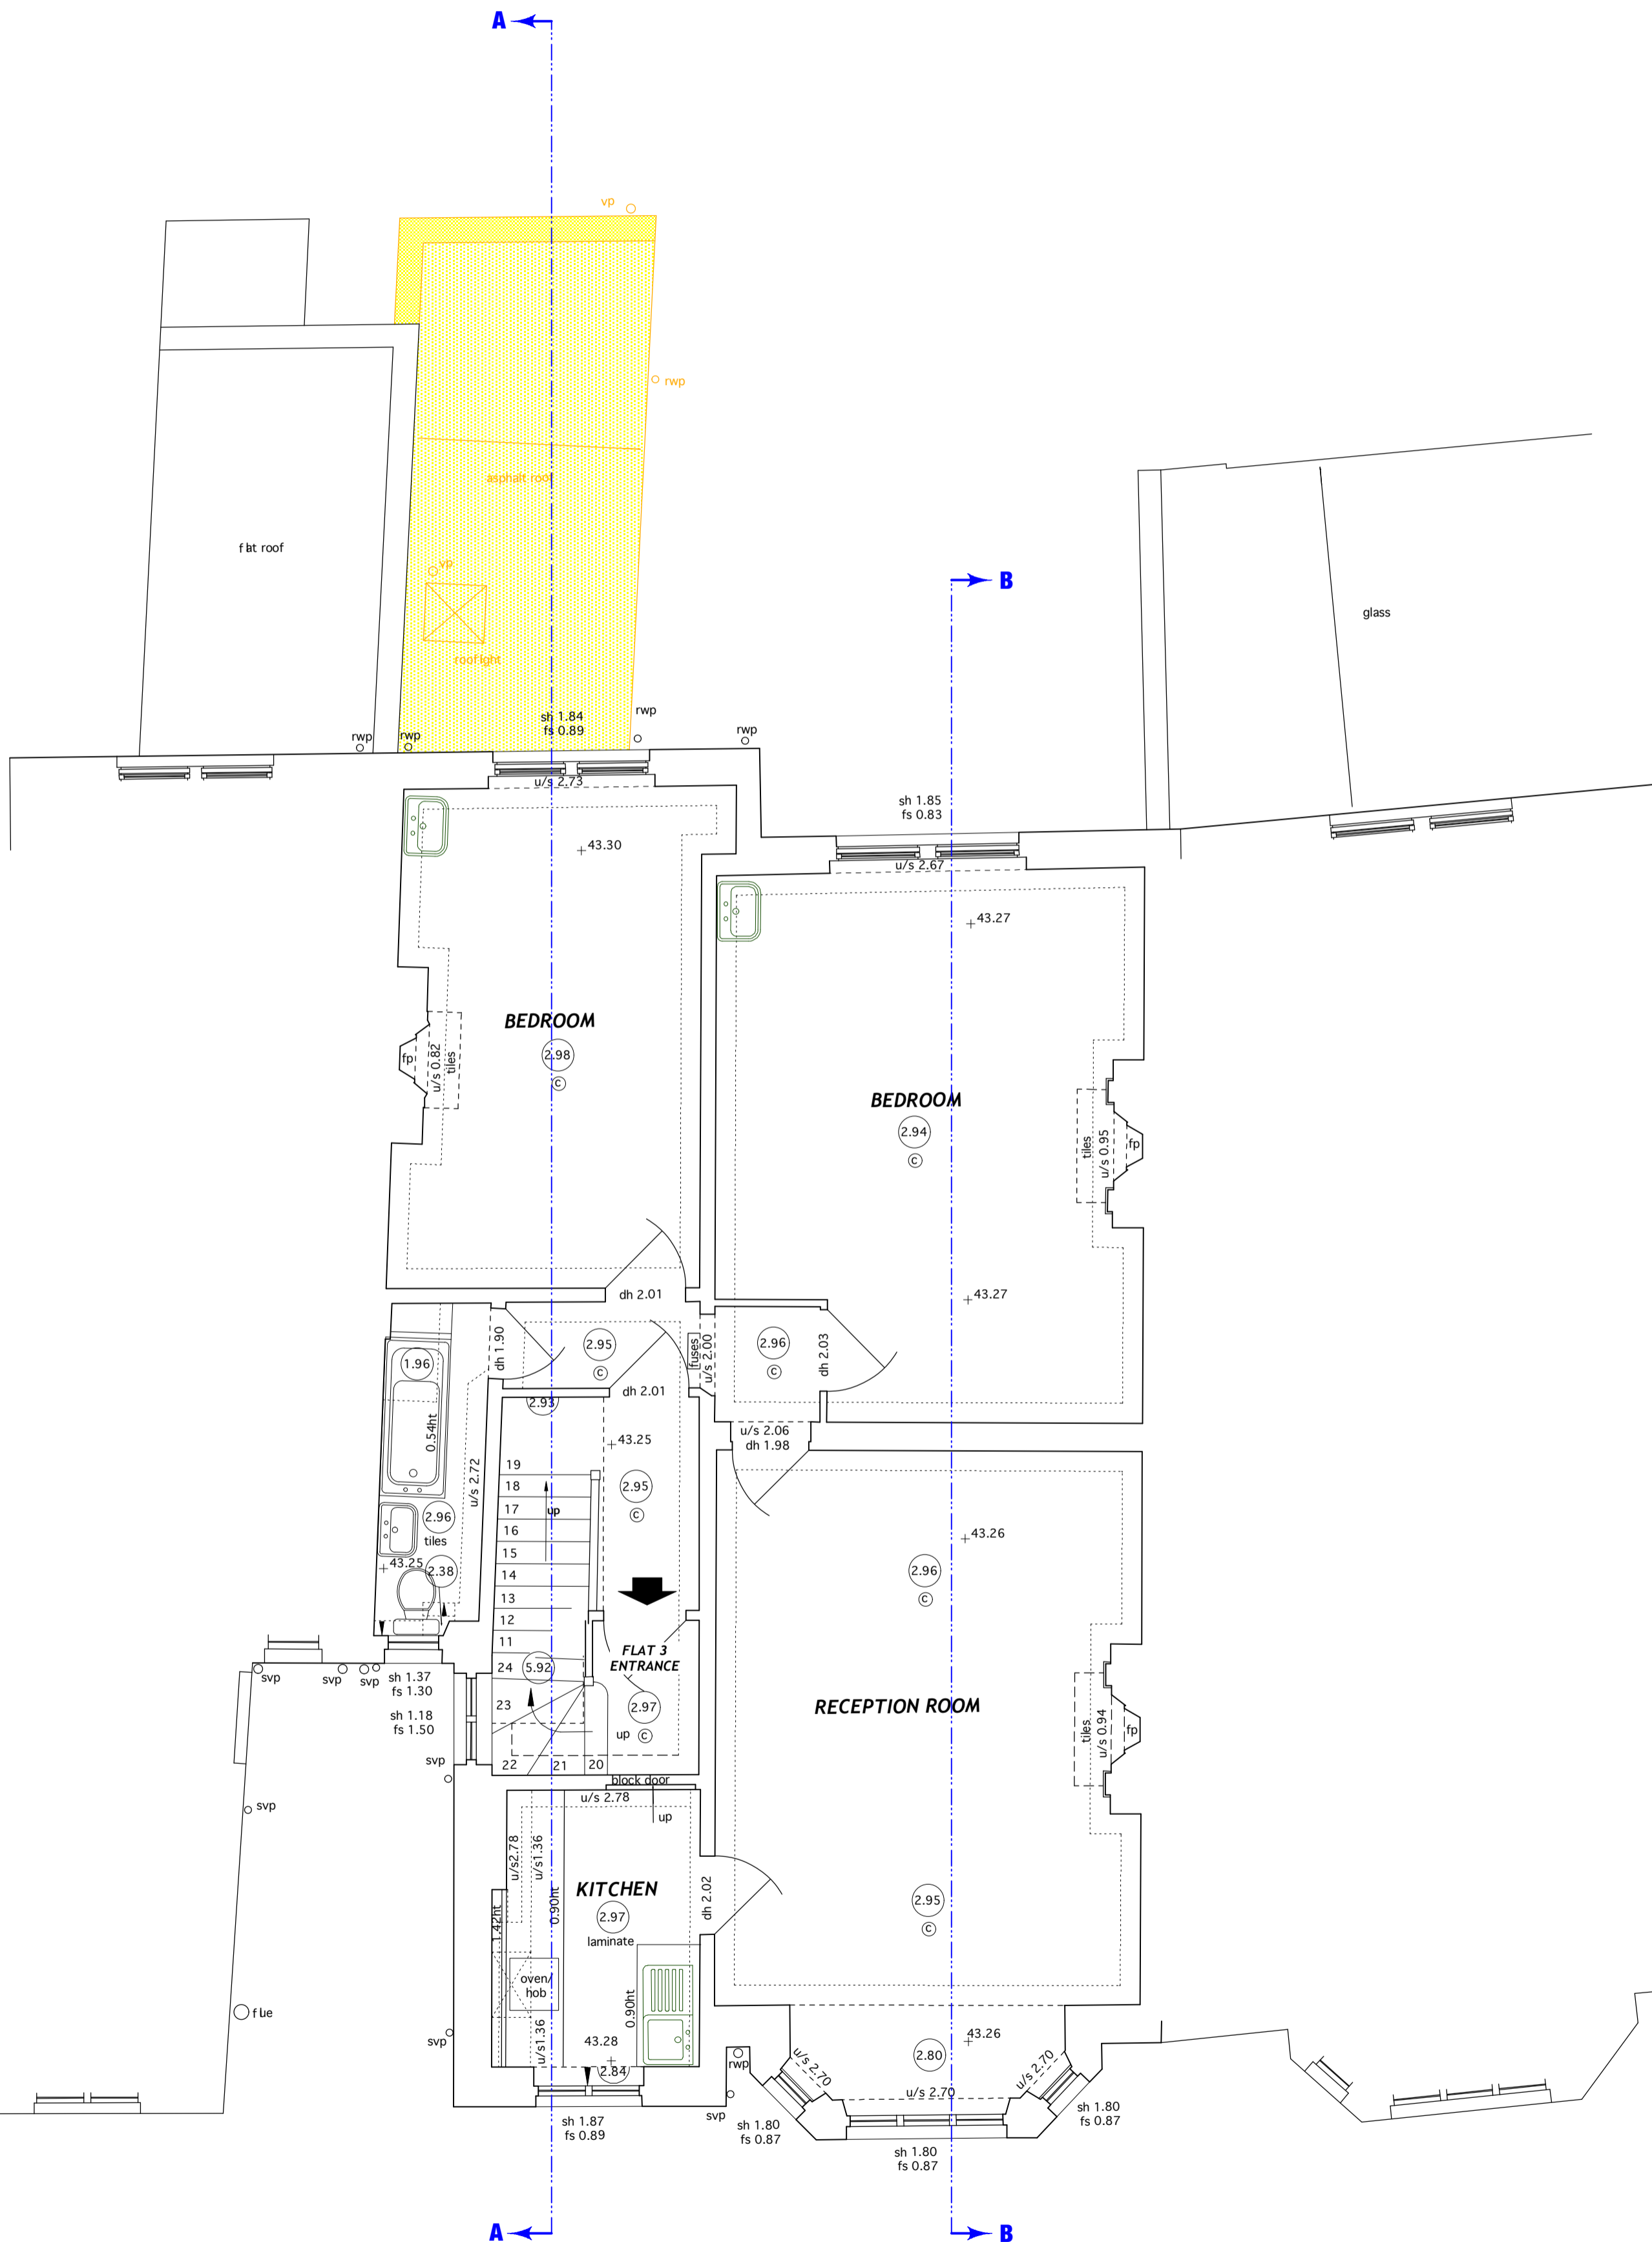 A
vp
rwp
asphalt roof
flat roof
vp
rooflight
B
glass
sh 1.84
fs 0.89
rwp
rwp
rwp
rwp
u/s 2.73
sh 1.85
fs 0.83
u/s 2.67
43.30
43.27
BEDROOM
2.98
c
fp
u/s 0.82
tiles
BEDROOM
2.94
c
tiles
u/s 0.95
fp
43.27
dh 2.01
dh 1.90
2.95
c
fuses
u/s 2.00
2.96
c
dh 2.03
1.96
0.54ht
2.93
dh 2.01
43.25
u/s 2.06
dh 1.98
u/s 2.72
19
18
17
16
15
14
13
12
11
24
23
22
21
20
up
2.95
c
2.96
tiles
43.25
2.38
43.26
2.96
c
FLAT 3
ENTRANCE
5.92
2.97
c
up
svp
svp
svp
sh 1.37
fs 1.30
sh 1.18
fs 1.50
svp
svp
RECEPTION ROOM
tiles
u/s 0.94
fp
block door
u/s 2.78
up
u/s2.78
u/s1.36
0.90ht
1.42ht
KITCHEN
2.97
laminate
dh 2.02
2.95
c
oven/
hob
0.90ht
u/s1.36
43.28
2.84
flue
svp
43.26
2.80
rwp
u/s 2.70
u/s 2.70
u/s 2.70
svp
sh 1.87
fs 0.89
sh 1.80
fs 0.87
sh 1.80
fs 0.87
sh 1.80
fs 0.87
A
B